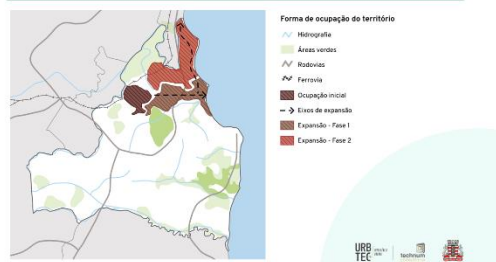 Forma de ocupação do território
Hidrografia
Áreas verdes
Rodovias
Ferrovia
Ocupação inicial
Eixos de expansão
Expansão - Fase I
Expansão - Fase 2
URB
TEC
technum